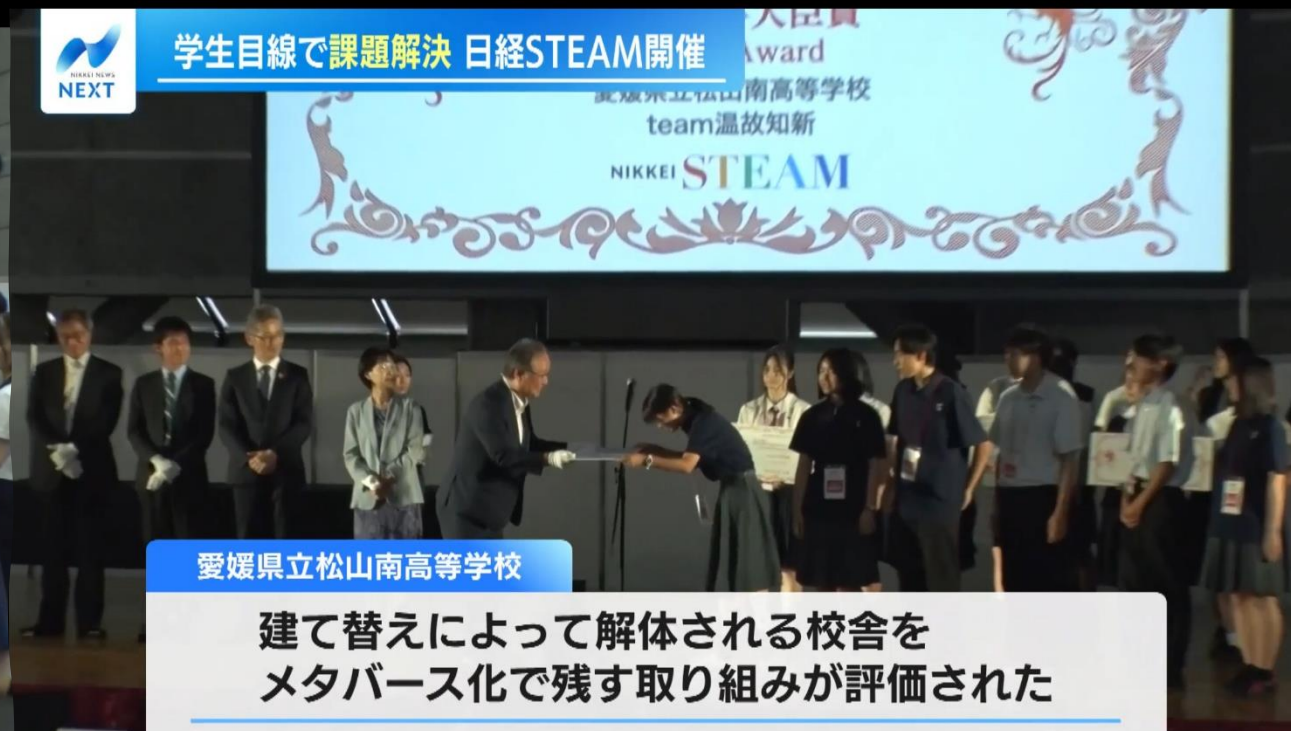 NIKKEI NEWS
NEXT
学生目線で課題解決 日経STEAM開催
大臣賞
Award
愛媛県立松山南高等学校
team温故知新
NIKKEI STEAM
愛媛県立松山南高等学校
建て替えによって解体される校舎を
メタバース化で残す取り組みが評価された